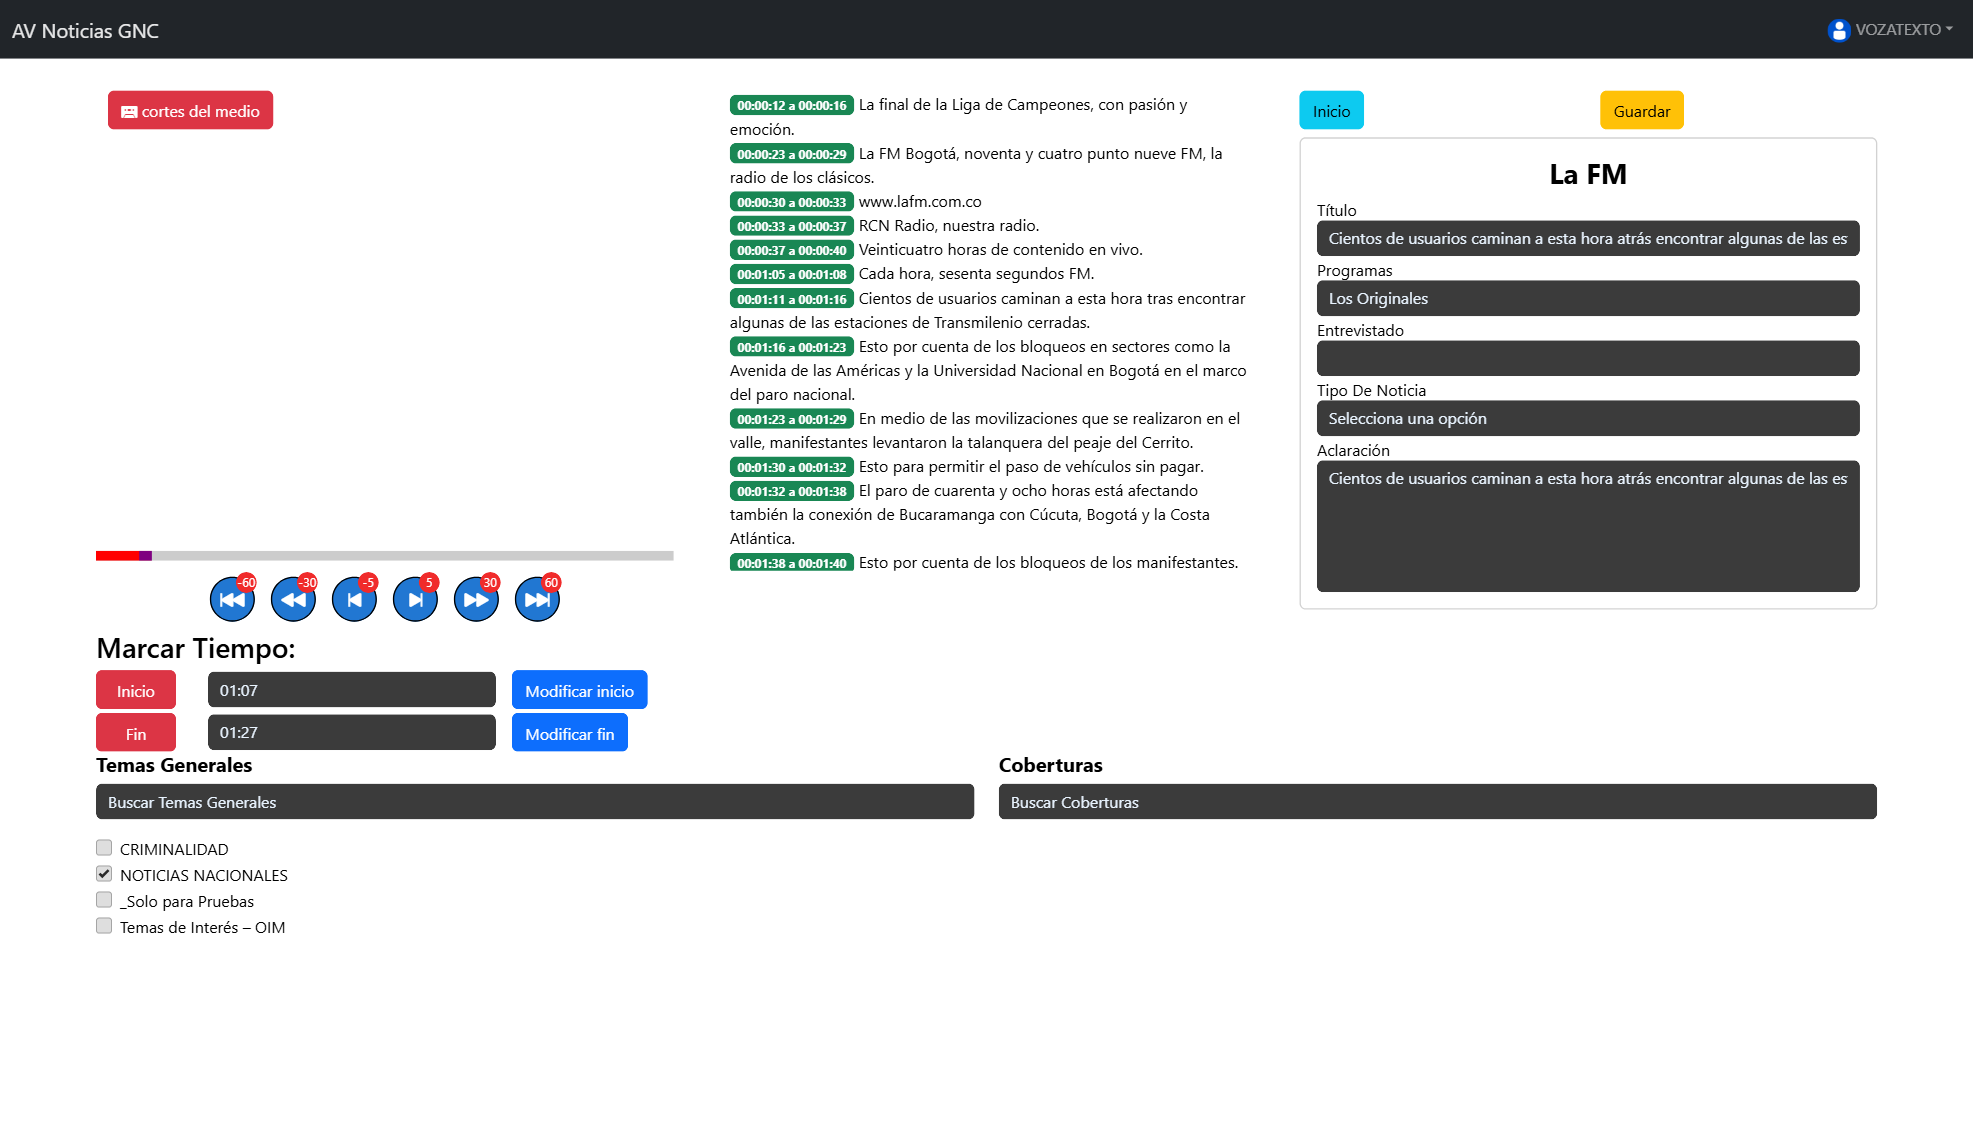 AV Noticias GNC
VOZATEXTO
cortes del medio
-60
-30
-5
5
30
60
Marcar Tiempo:
Inicio
01:07
Modificar inicio
Fin
01:27
Modificar fin
00:00:12 a 00:00:16 La final de la Liga de Campeones, con pasión y
emoción.
00:00:23 a 00:00:29 La FM Bogotá, noventa y cuatro punto nueve FM, la
radio de los clásicos.
00:00:30 a 00:00:33 www.lafm.com.co
00:00:33 a 00:00:37 RCN Radio, nuestra radio.
00:00:37 a 00:00:40 Veinticuatro horas de contenido en vivo.
00:01:05 a 00:01:08 Cada hora, sesenta segundos FM.
00:01:11 a 00:01:16 Cientos de usuarios caminan a esta hora tras encontrar
algunas de las estaciones de Transmilenio cerradas.
00:01:16 a 00:01:23 Esto por cuenta de los bloqueos en sectores como la
Avenida de las Américas y la Universidad Nacional en Bogotá en el marco
del paro nacional.
00:01:23 a 00:01:29 En medio de las movilizaciones que se realizaron en el
valle, manifestantes levantaron la talanquera del peaje del Cerrito.
00:01:30 a 00:01:32 Esto para permitir el paso de vehículos sin pagar.
00:01:32 a 00:01:38 El paro de cuarenta y ocho horas está afectando
también la conexión de Bucaramanga con Cúcuta, Bogotá y la Costa
Atlántica.
00:01:38 a 00:01:40 Esto por cuenta de los bloqueos de los manifestantes.
Inicio
Guardar
La FM
Título
Cientos de usuarios caminan a esta hora atrás encontrar algunas de las es
Programas
Los Originales
Entrevistado
Tipo De Noticia
Selecciona una opción
Aclaración
Cientos de usuarios caminan a esta hora atrás encontrar algunas de las es
Temas Generales
Buscar Temas Generales
CRIMINALIDAD
NOTICIAS NACIONALES
_Solo para Pruebas
Temas de Interés – OIM
Coberturas
Buscar Coberturas